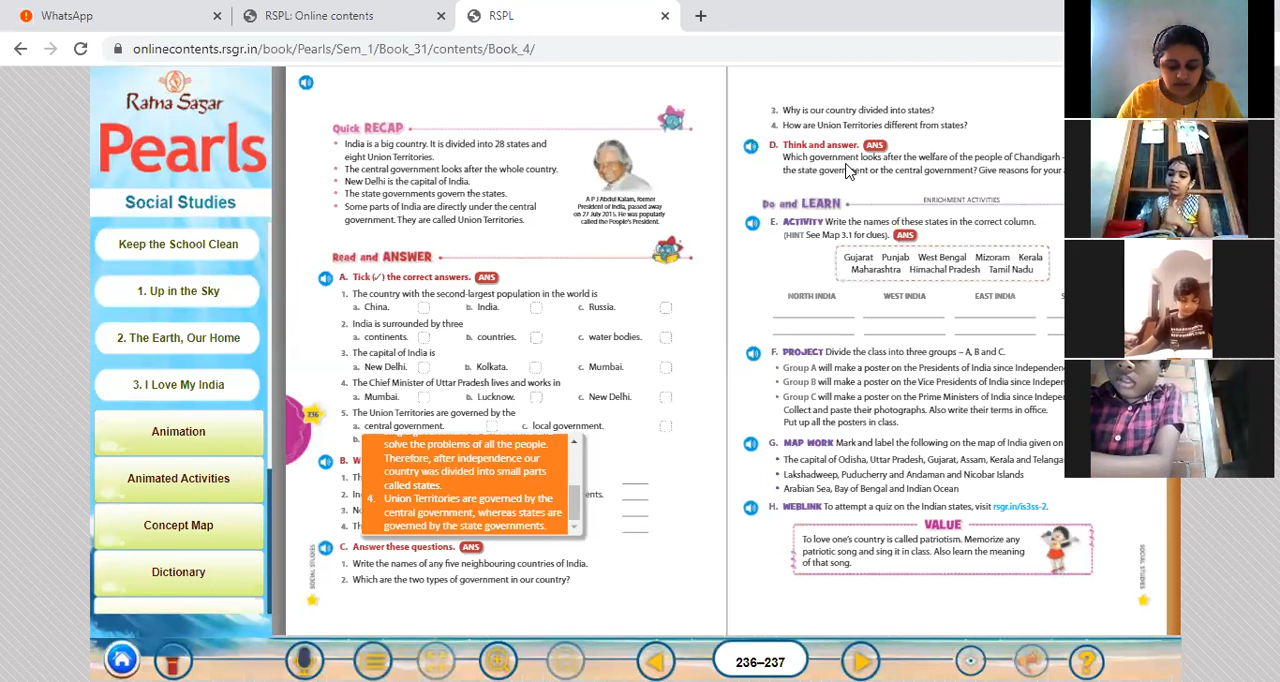 WhatsApp
RSPL: Online contents
RSPL
onlinecontents.rsgr.in/book/Pearls/Sem_1/Book_31/contents/Book_4/
Ratna Sagar
Pearls
Social Studies
Keep the School Clean
1. Up in the Sky
2. The Earth, Our Home
3. I Love My India
Animation
Animated Activities
Concept Map
Dictionary
Quick RECAP
• India is a big country. It is divided into 28 states and
eight Union Territories.
• The central government looks after the whole country.
• New Delhi is the capital of India.
• The state governments govern the states.
• Some parts of India are directly under the central
government. They are called Union Territories.
A P J Abdul Kalam, former
President of India, passed away
on 27 July 2015. He was popularly
called the People's President.
Read and ANSWER
A. Tick (✓) the correct answers. ANS
1. The country with the second-largest population in the world is
a. China. b. India. c. Russia.
2. India is surrounded by three
a. continents. b. countries. c. water bodies.
3. The capital of India is
a. New Delhi. b. Kolkata. c. Mumbai.
4. The Chief Minister of Uttar Pradesh lives and works in
a. Mumbai. b. Lucknow. c. New Delhi.
5. The Union Territories are governed by the
a. central government. c. local government.
b.
236
solve the problems of all the people.
Therefore, after independence our
country was divided into small parts
called states.
4. Union Territories are governed by the
central government, whereas states are
governed by the state governments.
B. W
1. Th
2. In
ents.
3. N
4. Th
C. Answer these questions. ANS
1. Write the names of any five neighbouring countries of India.
2. Which are the two types of government in our country?
SOCIAL STUDIES
3. Why is our country divided into states?
4. How are Union Territories different from states?
D. Think and answer. ANS
Which government looks after the welfare of the people of Chandigarh –
the state government or the central government? Give reasons for your
Do and LEARN
ENRICHMENT ACTIVITIES
E. ACTIVITY Write the names of these states in the correct column.
(HINT See Map 3.1 for clues). ANS
Gujarat Punjab West Bengal Mizoram Kerala
Maharashtra Himachal Pradesh Tamil Nadu
NORTH INDIA WEST INDIA EAST INDIA S
F. PROJECT Divide the class into three groups – A, B and C.
• Group A will make a poster on the Presidents of India since Independen
• Group B will make a poster on the Vice Presidents of India since Indepen
• Group C will make a poster on the Prime Ministers of India since Indepen
Collect and paste their photographs. Also write their terms in office.
Put up all the posters in class.
G. MAP WORK Mark and label the following on the map of India given on
• The capital of Odisha, Uttar Pradesh, Gujarat, Assam, Kerala and Telanga
• Lakshadweep, Puducherry and Andaman and Nicobar Islands
• Arabian Sea, Bay of Bengal and Indian Ocean
H. WEBLINK To attempt a quiz on the Indian states, visit rsgr.in/is3ss-2.
VALUE
To love one's country is called patriotism. Memorize any
patriotic song and sing it in class. Also learn the meaning
of that song.
SOCIAL STUDIES
236–237